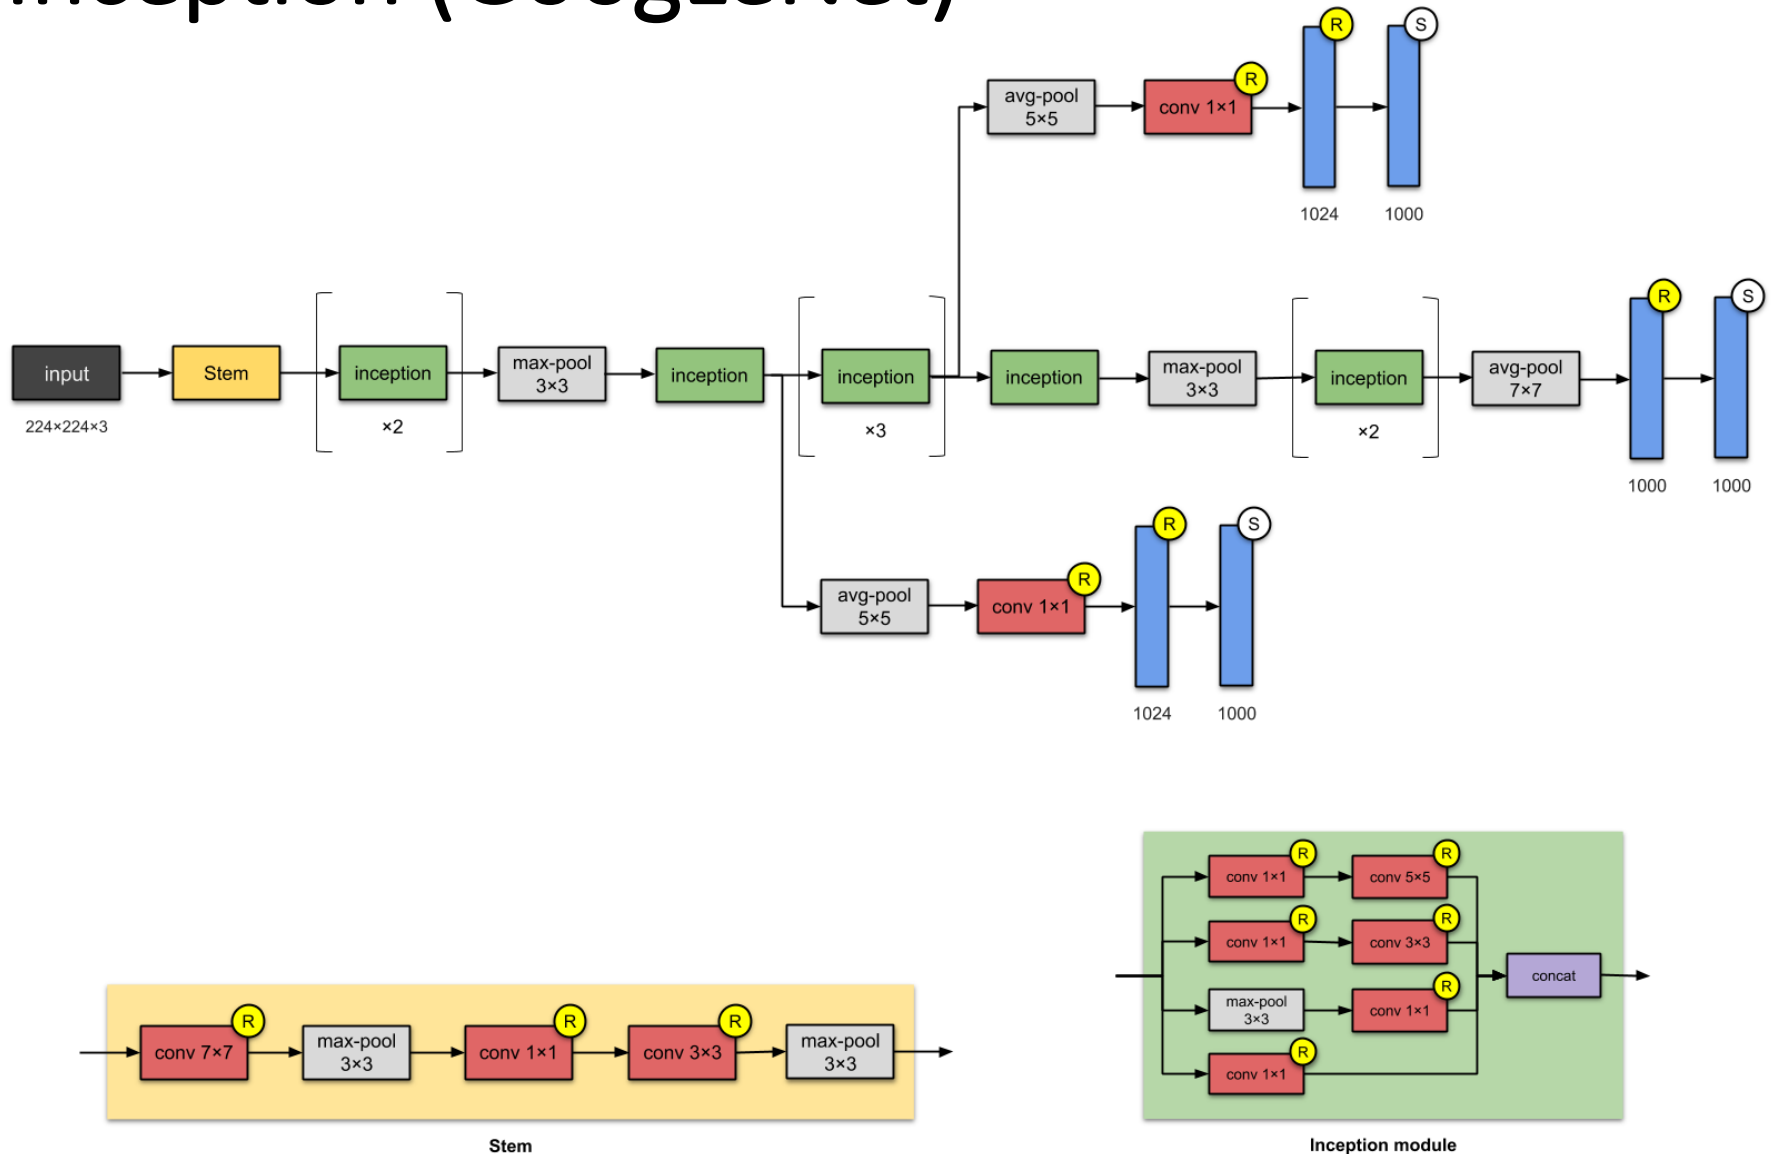 Inception (GoogLeNet)
R
S
avg-pool
5×5
R
conv 1×1
1024
1000
input
224×224×3
Stem
inception
×2
max-pool
3×3
inception
inception
×3
inception
max-pool
3×3
inception
×2
avg-pool
7×7
R
S
1000
1000
avg-pool
5×5
R
conv 1×1
R
S
1024
1000
R
conv 7×7
max-pool
3×3
R
conv 1×1
R
conv 3×3
max-pool
3×3
Stem
R
conv 1×1
R
conv 5×5
R
conv 1×1
R
conv 3×3
max-pool
3×3
R
conv 1×1
R
conv 1×1
concat
Inception module